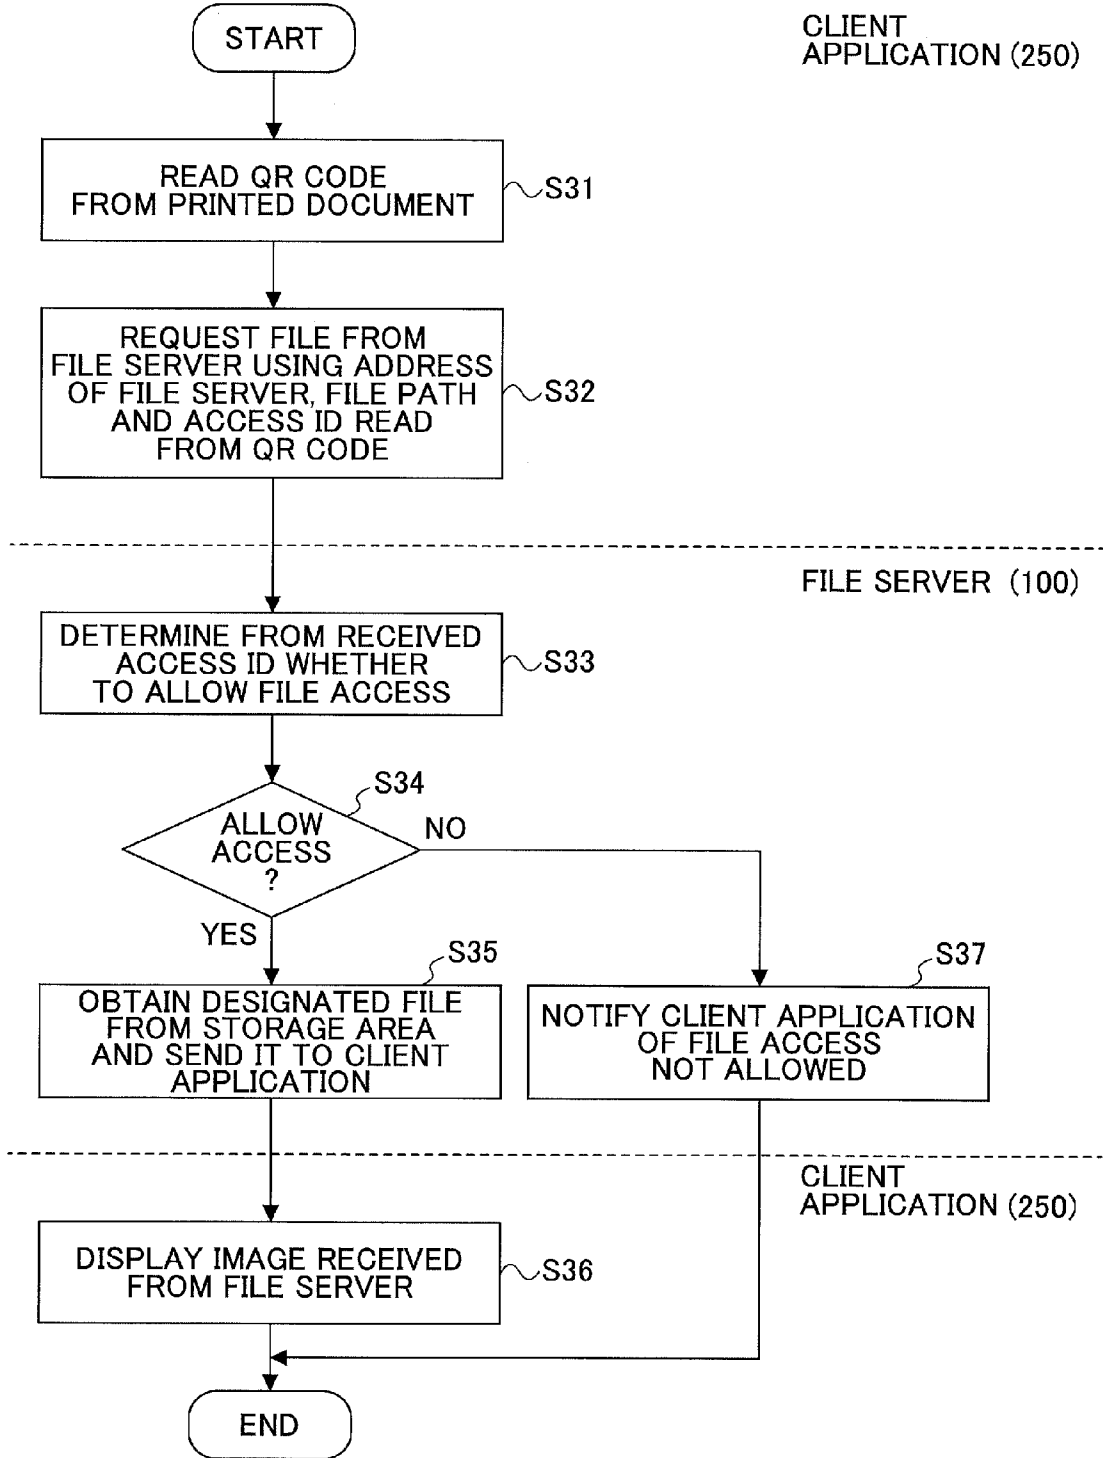 START
CLIENT
APPLICATION (250)
READ QR CODE
FROM PRINTED DOCUMENT
S31
REQUEST FILE FROM
FILE SERVER USING ADDRESS
OF FILE SERVER, FILE PATH
AND ACCESS ID READ
FROM QR CODE
S32
FILE SERVER (100)
DETERMINE FROM RECEIVED
ACCESS ID WHETHER
TO ALLOW FILE ACCESS
S33
S34
ALLOW
ACCESS
?
NO
YES
S35
OBTAIN DESIGNATED FILE
FROM STORAGE AREA
AND SEND IT TO CLIENT
APPLICATION
S37
NOTIFY CLIENT APPLICATION
OF FILE ACCESS
NOT ALLOWED
CLIENT
APPLICATION (250)
DISPLAY IMAGE RECEIVED
FROM FILE SERVER
S36
END